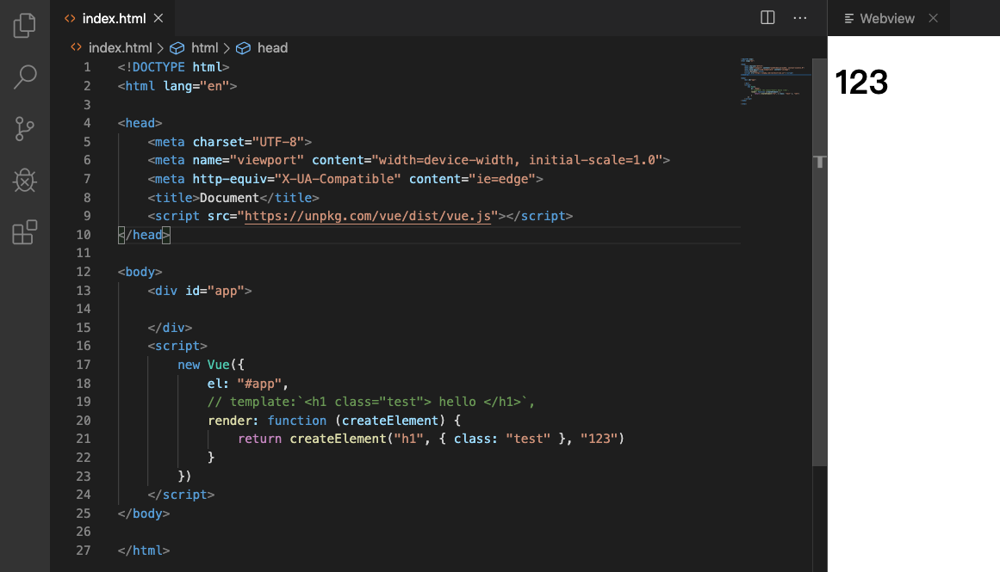 index.html
Webview
index.html > html > head
123
1 <!DOCTYPE html>
2 <html lang="en">
3
4 <head>
5 <meta charset="UTF-8">
6 <meta name="viewport" content="width=device-width, initial-scale=1.0">
7 <meta http-equiv="X-UA-Compatible" content="ie=edge">
8 <title>Document</title>
9 <script src="https://unpkg.com/vue/dist/vue.js"></script>
10 </head>
11
12 <body>
13 <div id="app">
14
15 </div>
16 <script>
17 new Vue({
18 el: "#app",
19 // template:`<h1 class="test"> hello </h1>`,
20 render: function (createElement) {
21 return createElement("h1", { class: "test" }, "123")
22 }
23 })
24 </script>
25 </body>
26
27 </html>